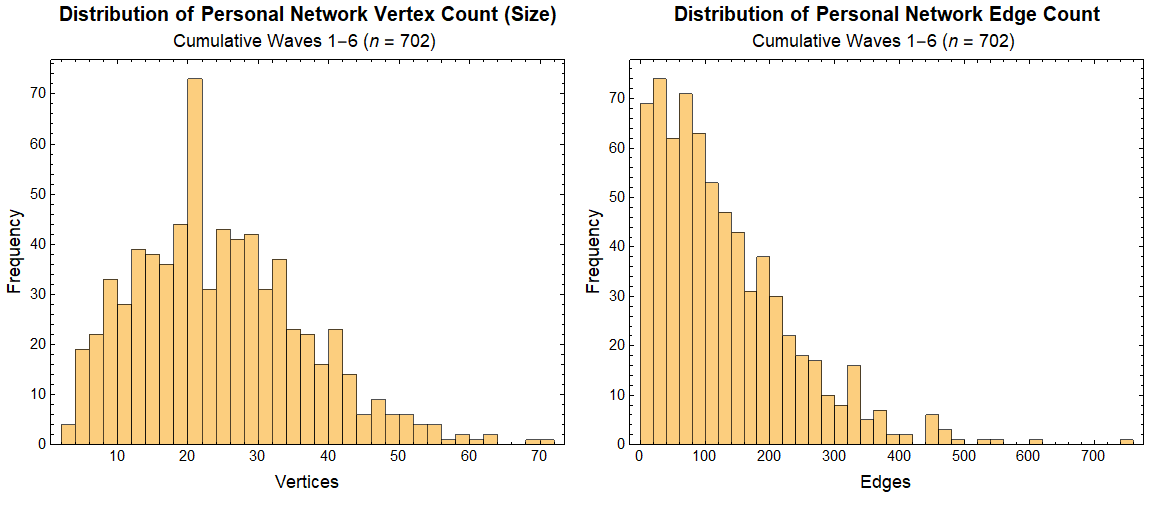 Distribution of Personal Network Vertex Count (Size)
Cumulative Waves 1−6 (n = 702)
Frequency
70
60
50
40
30
20
10
0
10 20 30 40 50 60 70
Vertices
Distribution of Personal Network Edge Count
Cumulative Waves 1−6 (n = 702)
Frequency
70
60
50
40
30
20
10
0
0 100 200 300 400 500 600 700
Edges